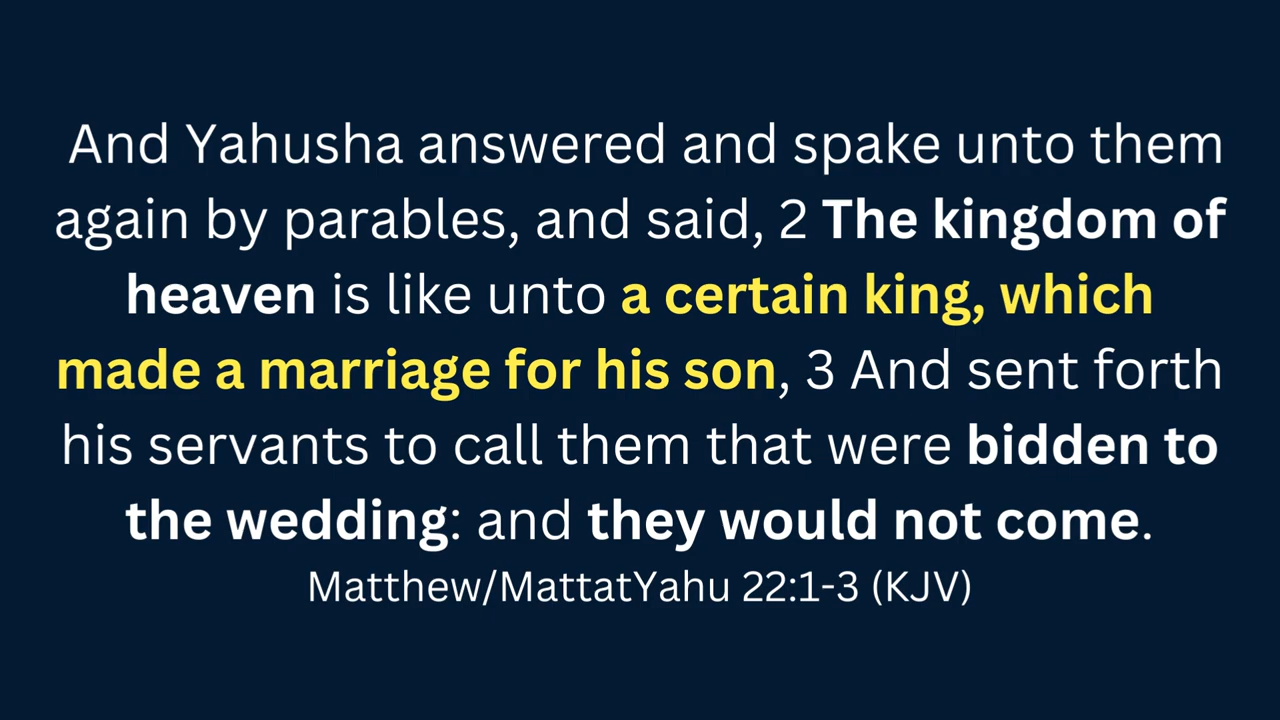 And Yahusha answered and spake unto them
again by parables, and said, 2 The kingdom of
heaven is like unto a certain king, which
made a marriage for his son, 3 And sent forth
his servants to call them that were bidden to
the wedding: and they would not come.
Matthew/MattatYahu 22:1-3 (KJV)